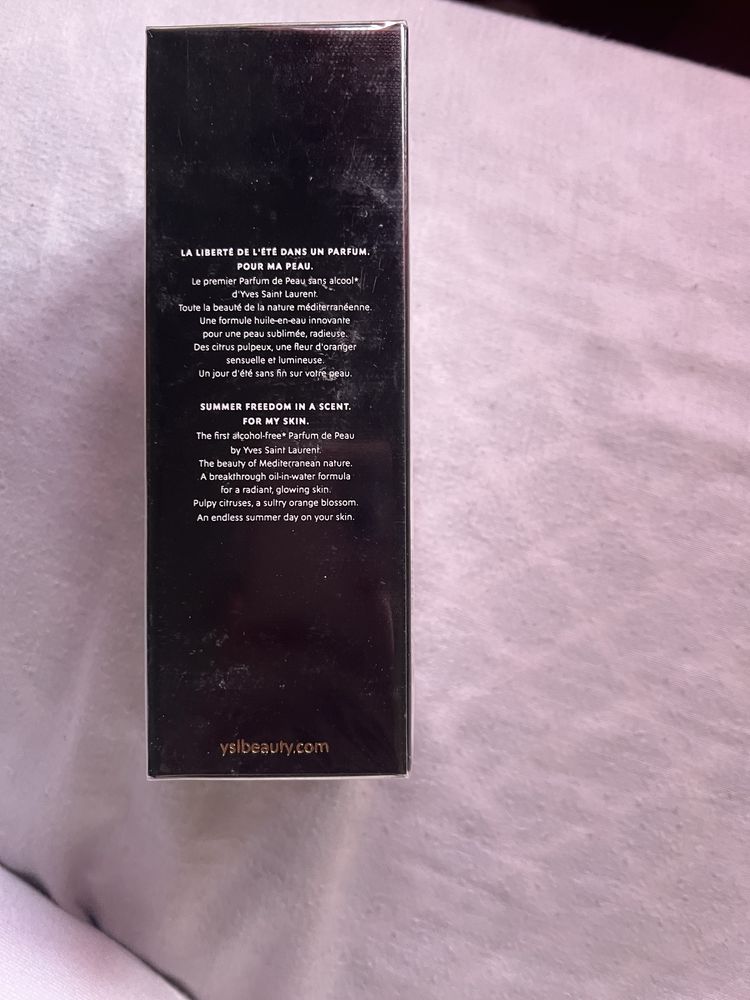 LA LIBERTÉ DE L'ÉTÉ DANS UN PARFUM.
POUR MA PEAU.
Le premier Parfum de Peau sans alcool*
d'Yves Saint Laurent.
Toute la beauté de la nature méditerranéenne.
Une formule huile-en-eau innovante
pour une peau sublimée, radieuse.
Des citrus pulpeux, une fleur d'oranger
sensuelle et lumineuse.
Un jour d'été sans fin sur votre peau.
SUMMER FREEDOM IN A SCENT.
FOR MY SKIN.
The first alcohol-free* Parfum de Peau
by Yves Saint Laurent.
The beauty of Mediterranean nature.
A breakthrough oil-in-water formula
for a radiant, glowing skin.
Pulpy citruses, a sultry orange blossom.
An endless summer day on your skin.
yslbeauty.com